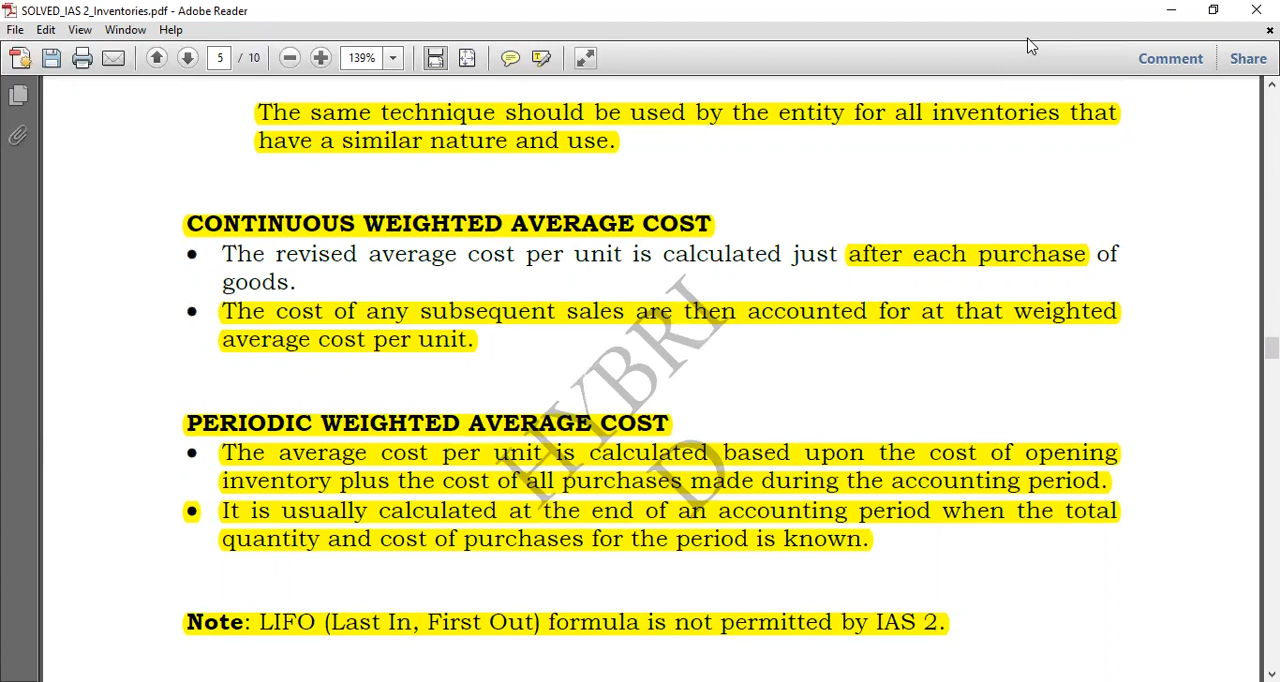 SOLVED_IAS 2_Inventories.pdf - Adobe Reader
File Edit View Window Help
5 / 10 139% Comment Share
The same technique should be used by the entity for all inventories that
have a similar nature and use.
CONTINUOUS WEIGHTED AVERAGE COST
• The revised average cost per unit is calculated just after each purchase of
goods.
• The cost of any subsequent sales are then accounted for at that weighted
average cost per unit.
PERIODIC WEIGHTED AVERAGE COST
• The average cost per unit is calculated based upon the cost of opening
inventory plus the cost of all purchases made during the accounting period.
• It is usually calculated at the end of an accounting period when the total
quantity and cost of purchases for the period is known.
Note: LIFO (Last In, First Out) formula is not permitted by IAS 2.
HYBRI
D